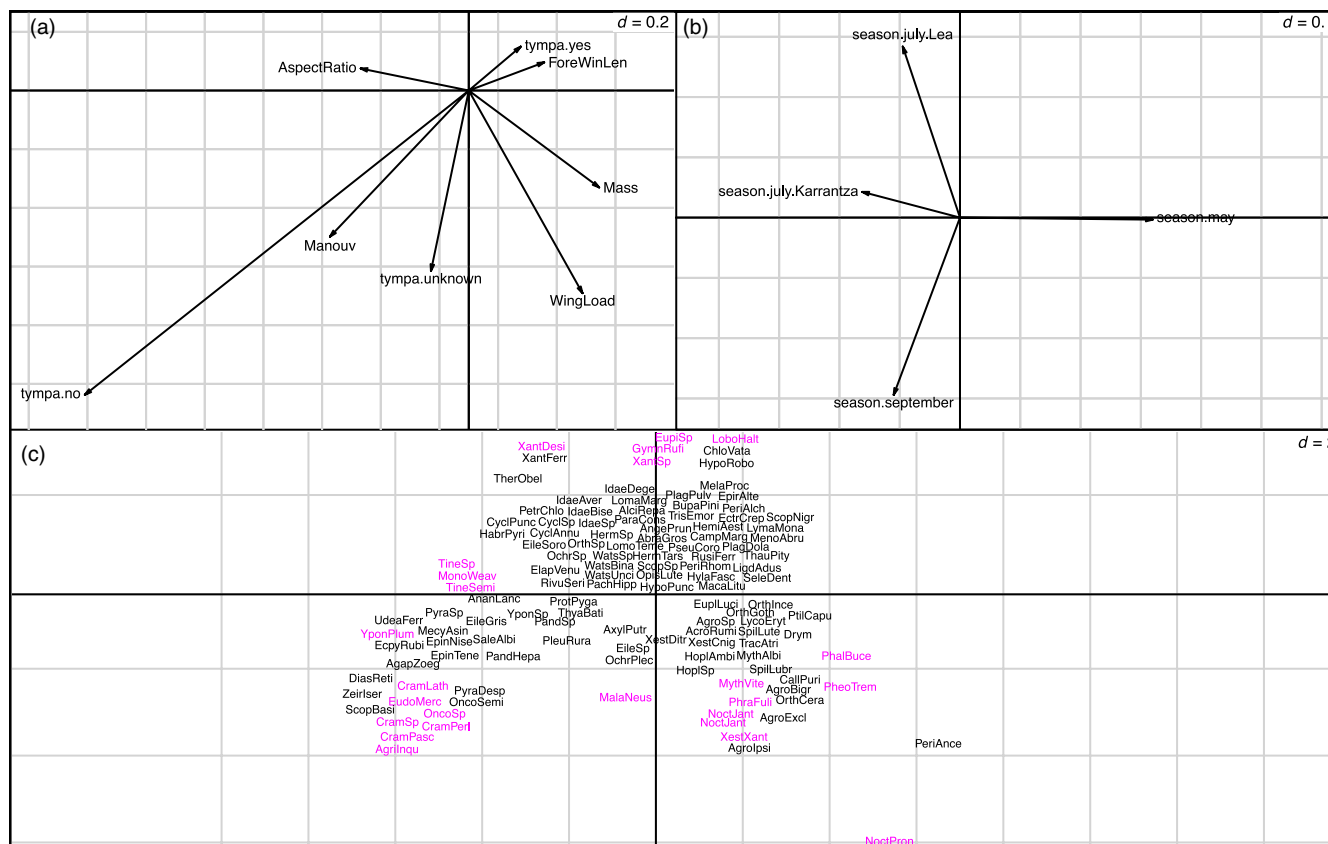 (a)
d = 0.2
tympa.yes
ForeWinLen
AspectRatio
Mass
Manouv
tympa.unknown
WingLoad
tympa.no
(b)
d = 0.
season.july.Lea
season.july.Karrantza
season.may
season.september
(c)
d =
EupiSp
LoboHalt
XantDesi
GymnRufi
ChloVata
XantFerr
XantSp
HypoRobo
TherObel
IdaeDege
MelaProc
IdaeAver
LomaMarg
PlagPulv
EpirAlte
PetrChlo
IdaeBise
AlciRepa
BupaPini
PeriAlch
CyclPunc
CyclSp
IdaeSp
ParaCons
TrisEmor
EctrCrep
ScopNigr
HabrPyri
CyclAnnu
HermSp
AngePrun
HemiAest
LymaMona
EileSoro
OrthSp
LomoTeme
AbraGros
CampMarg
MenoAbru
PseuCoro
PlagDola
OchrSp
WatsSp
HermTars
RusiFerr
ThauPity
TineSp
ElapVenu
WatsBina
ScopSp
PeriRhom
LigdAdus
MonoWeav
WatsUnci
OpisLute
HylaFasc
SeleDent
TineSemi
RivuSeri
PachHipp
HypoPunc
MacaLitu
AnanLanc
ProtPyga
EuplLuci
OrthInce
PyraSp
YponSp
ThyaBati
OrthGoth
PtilCapu
UdeaFerr
EileGris
PandSp
AgroSp
LycoEryt
YponPlum
MecyAsin
AxylPutr
AcroRumi
SpilLute
Drym
EcpyRubi
EpinNise
SaleAlbi
PleuRura
XestDitr
XestCnig
TracAtri
EileSp
EpinTene
PandHepa
OchrPlec
HoplAmbi
MythAlbi
PhalBuce
AgapZoeg
HoplSp
SpilLubr
DiasReti
CramLath
MythVite
CallPuri
PheoTrem
ZeirIser
PyraDesp
MalaNeus
AgroBigr
EudoMerc
OncoSemi
PhraFuli
OrthCera
ScopBasi
OncoSp
NoctJant
AgroExcl
CramSp
CramPerl
NoctJant
CramPasc
XestXant
AgriInqu
AgroIpsi
PeriAnce
NoctPron